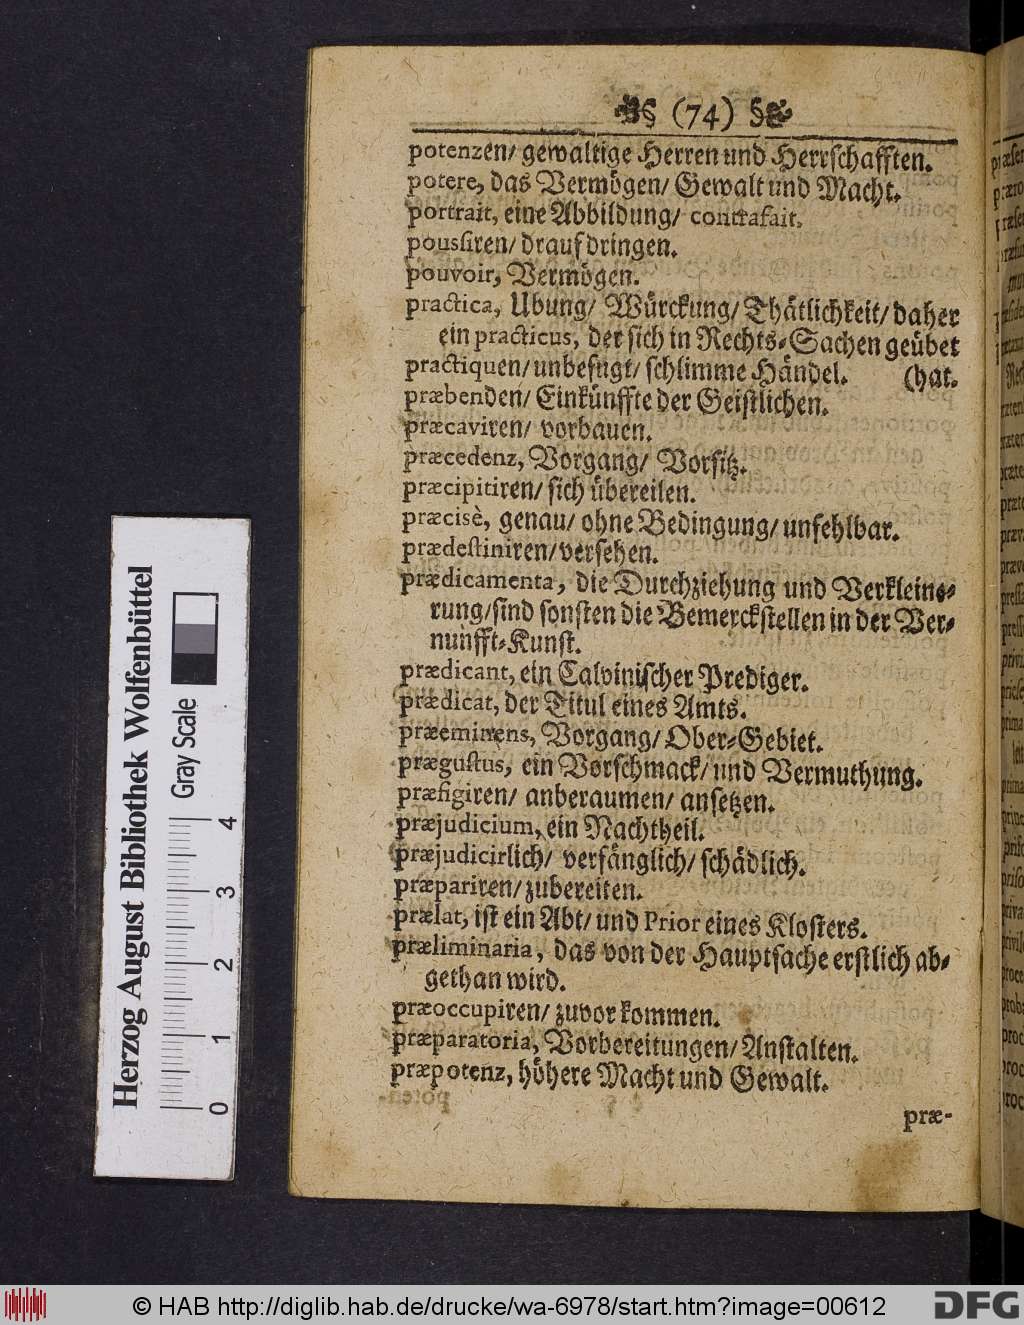 § (74) §
potenzen/ gewaltige Herren und Herrschafften.
potere, das Vermögen/ Gewalt und Macht.
portrait, eine Abbildung/ contrafait.
poussiren/ drauf dringen.
pouvoir, Vermögen.
practica, Ubung/ Würckung/ Thätlichkeit/ daher
ein practicus, der sich in Rechts-Sachen geübet
practiquen/ unbefugt/ schlimme Händel. (hat.
præbenden/ Einkünffte der Geistlichen.
præcaviren/ vorbauen.
præcedenz, Vorgang/ Vorsitz.
præcipitiren/ sich übereilen.
præcisè, genau/ ohne Bedingung/ unfehlbar.
prædestiniren/ versehen.
prædicamenta, die Durchziehung und Verkleine-
rung/ sind sonsten die Bemerckstellen in der Ver-
nunfft-Kunst.
prædicant, ein Calvinischer Prediger.
prædicat, der Titul eines Amts.
præeminens, Vorgang/ Ober-Gebiet.
prægustus, ein Vorschmack/ und Vermuthung.
præfigiren/ anberaumen/ ansetzen.
præjudicium, ein Nachtheil.
præjudicirlich/ verfänglich/ schädlich.
præpariren/ zubereiten.
prælat, ist ein Abt/ und Prior eines Klosters.
præliminaria, das von der Hauptsache erstlich ab-
gethan wird.
præoccupiren/ zuvor kommen.
præparatoria, Vorbereitungen/ Anstalten.
præpotenz, höhere Macht und Gewalt.
præ-
Herzog August Bibliothek Wolfenbüttel
Gray Scale
0 1 2 3 4
© HAB http://diglib.hab.de/drucke/wa-6978/start.htm?image=00612
DFG